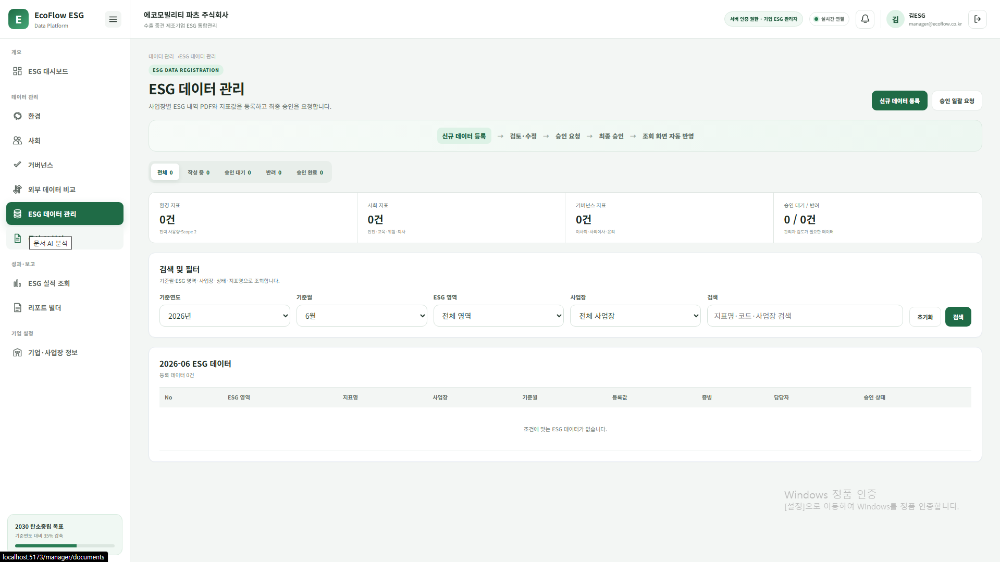 E
EcoFlow ESG
Data Platform
에코모빌리티 파츠 주식회사
수출 중견 제조기업 ESG 통합관리
서버 인증 권한 · 기업 ESG 관리자
실시간 연결
김
김ESG
manager@ecoflow.co.kr
개요
ESG 대시보드
데이터 관리
환경
사회
거버넌스
외부 데이터 비교
ESG 데이터 관리
문서·AI 분석
성과·보고
ESG 실적 조회
리포트 빌더
기업 설정
기업·사업장 정보
2030 탄소중립 목표
기준연도 대비 35% 감축
localhost:5173/manager/documents
데이터 관리 ›ESG 데이터 관리
ESG DATA REGISTRATION
ESG 데이터 관리
사업장별 ESG 내역 PDF와 지표값을 등록하고 최종 승인을 요청합니다.
신규 데이터 등록
승인 일괄 요청
신규 데이터 등록 → 검토·수정 → 승인 요청 → 최종 승인 → 조회 화면 자동 반영
전체 0 작성 중 0 승인 대기 0 반려 0 승인 완료 0
환경 지표
0건
전력 사용량·Scope 2
사회 지표
0건
안전·교육·위험·퇴사
거버넌스 지표
0건
이사회·사외이사·윤리
승인 대기 / 반려
0 / 0건
관리자 검토가 필요한 데이터
검색 및 필터
기준월·ESG 영역·사업장·상태·지표명으로 조회합니다.
기준연도 기준월 ESG 영역 사업장 검색
2026년 6월 전체 영역 전체 사업장 지표명·코드·사업장 검색 초기화 검색
2026-06 ESG 데이터
등록 데이터 0건
No ESG 영역 지표명 사업장 기준월 등록값 증빙 담당자 승인 상태
조건에 맞는 ESG 데이터가 없습니다.
Windows 정품 인증
[설정]으로 이동하여 Windows를 정품 인증합니다.